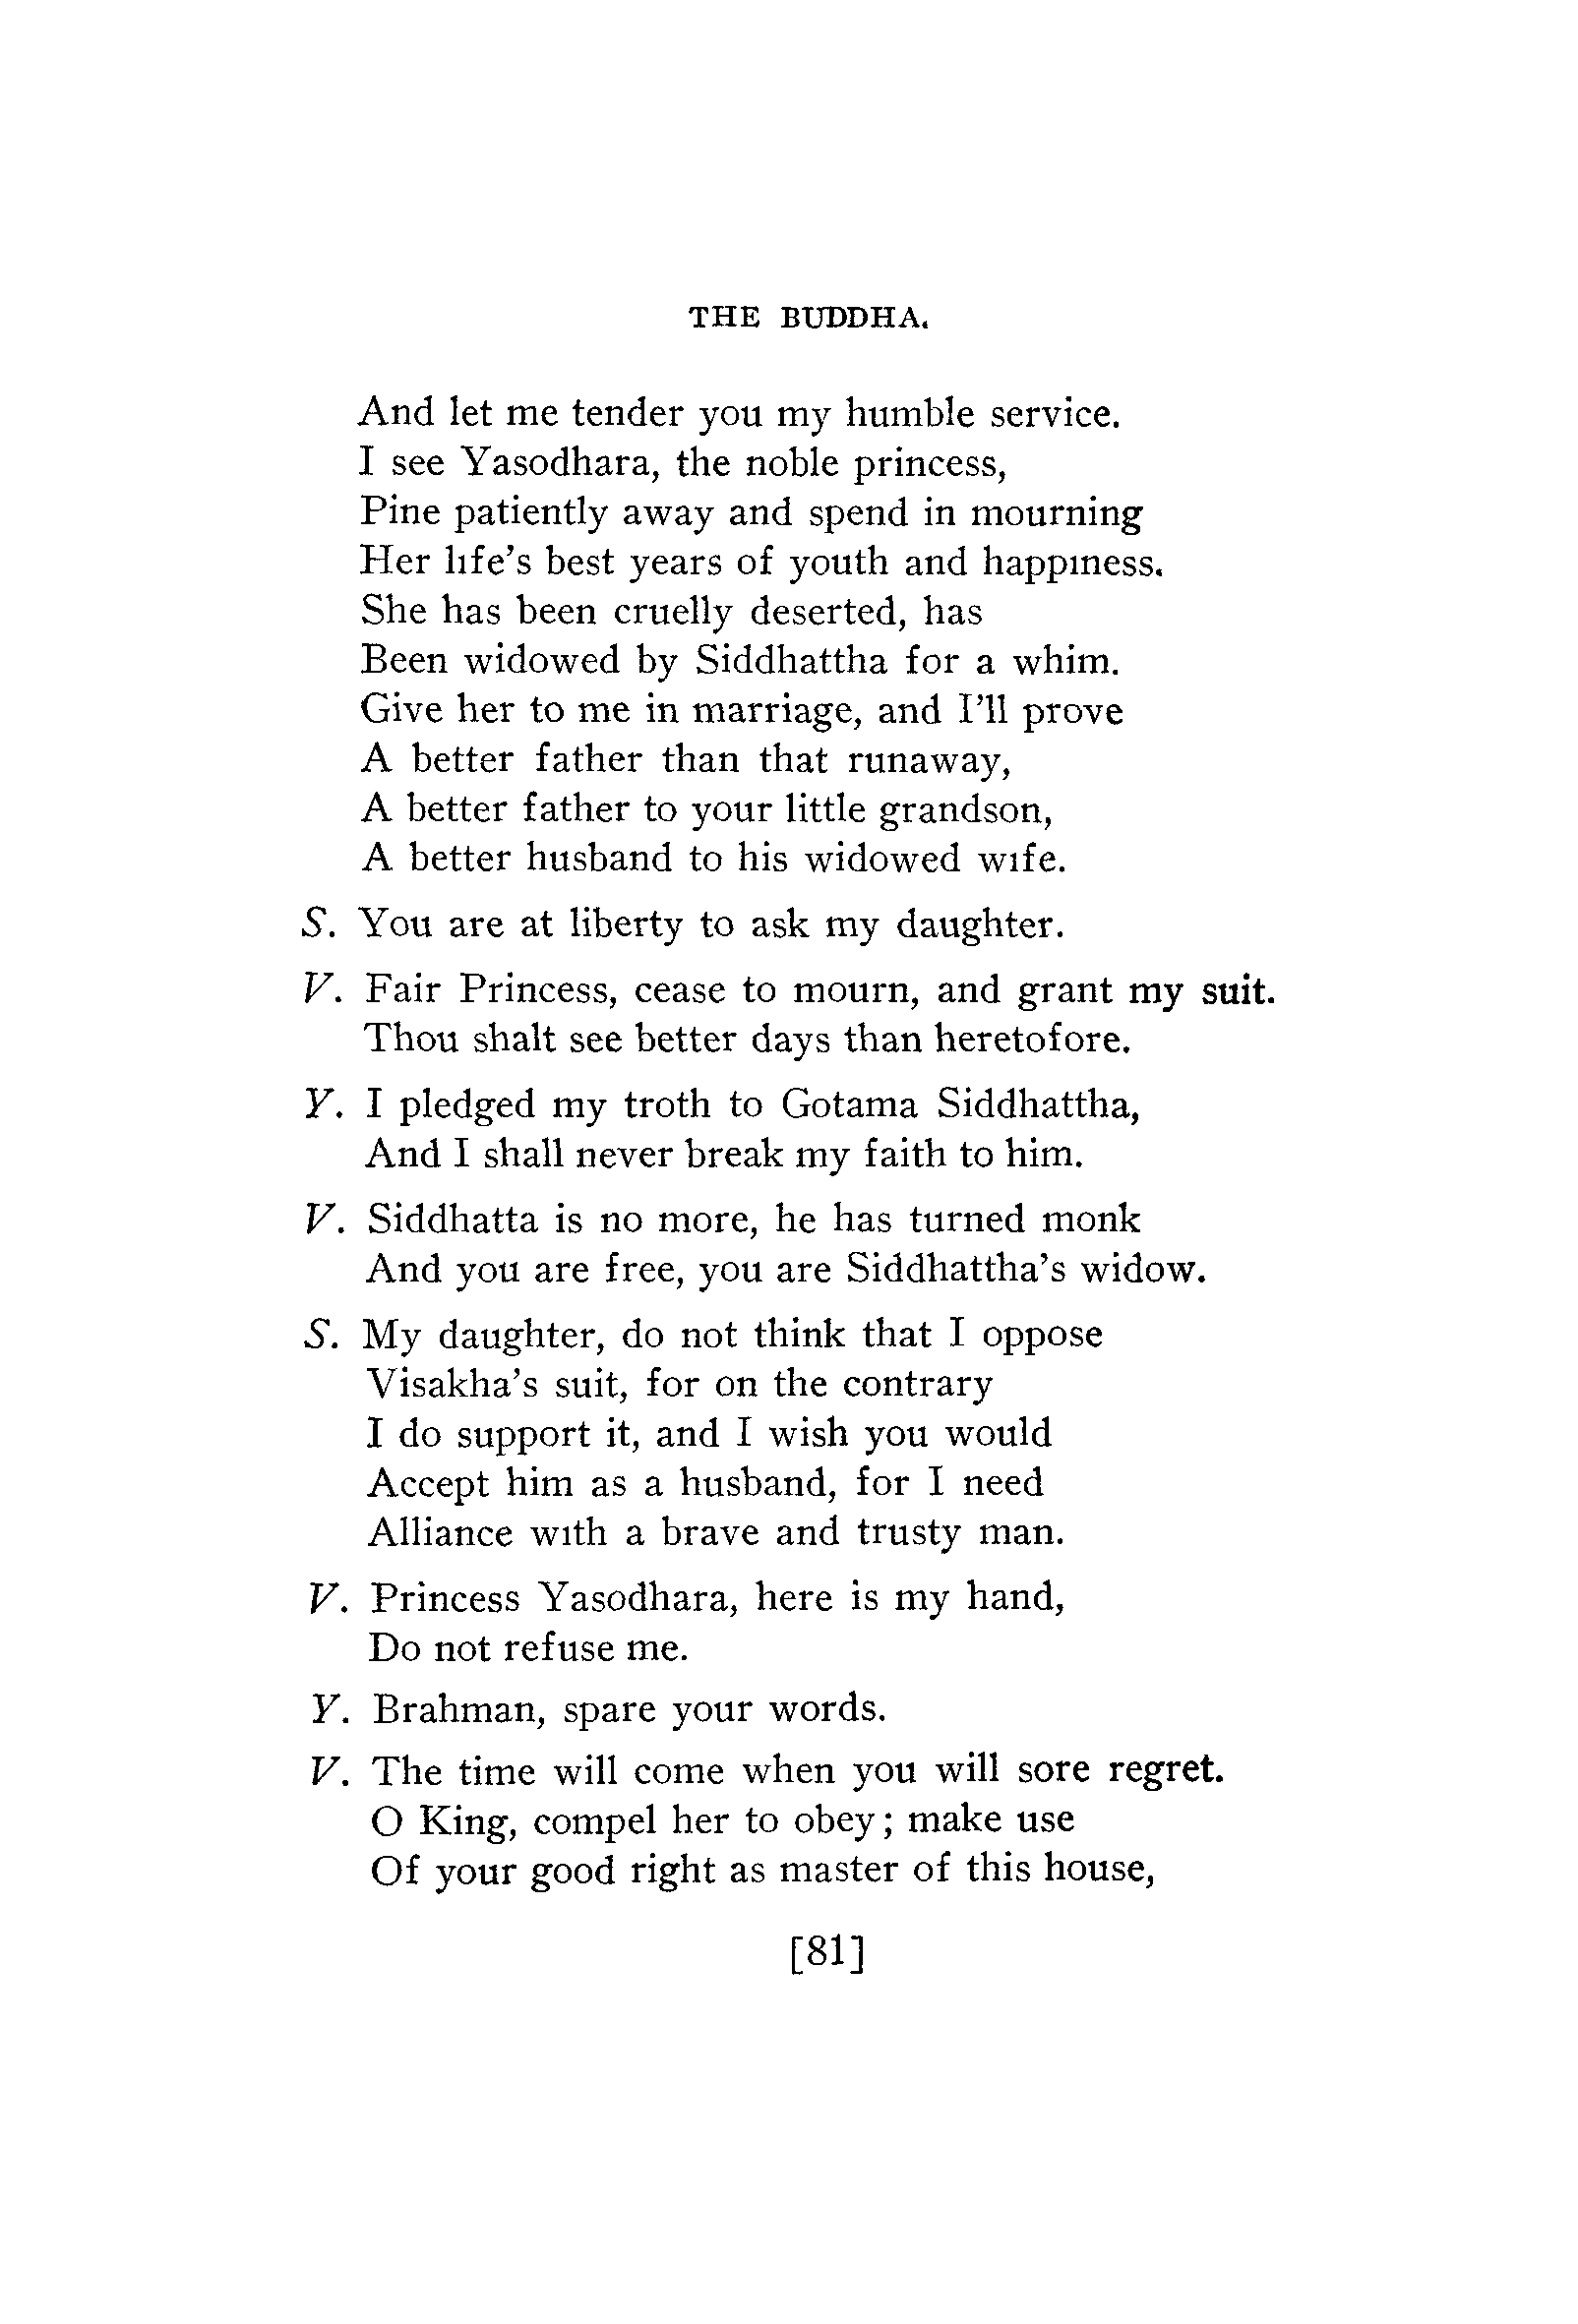 THE BUDDHA.
And let me tender you my humble service.
I see Yasodhara, the noble princess,
Pine patiently away and spend in mourning
Her life's best years of youth and happiness.
She has been cruelly deserted, has
Been widowed by Siddhattha for a whim.
Give her to me in marriage, and I'll prove
A better father than that runaway,
A better father to your little grandson,
A better husband to his widowed wife.
S. You are at liberty to ask my daughter.
V. Fair Princess, cease to mourn, and grant my suit.
Thou shalt see better days than heretofore.
Y. I pledged my troth to Gotama Siddhattha,
And I shall never break my faith to him.
V. Siddhatta is no more, he has turned monk
And you are free, you are Siddhattha's widow.
S. My daughter, do not think that I oppose
Visakha's suit, for on the contrary
I do support it, and I wish you would
Accept him as a husband, for I need
Alliance with a brave and trusty man.
V. Princess Yasodhara, here is my hand,
Do not refuse me.
Y. Brahman, spare your words.
V. The time will come when you will sore regret.
O King, compel her to obey; make use
Of your good right as master of this house,
[81]